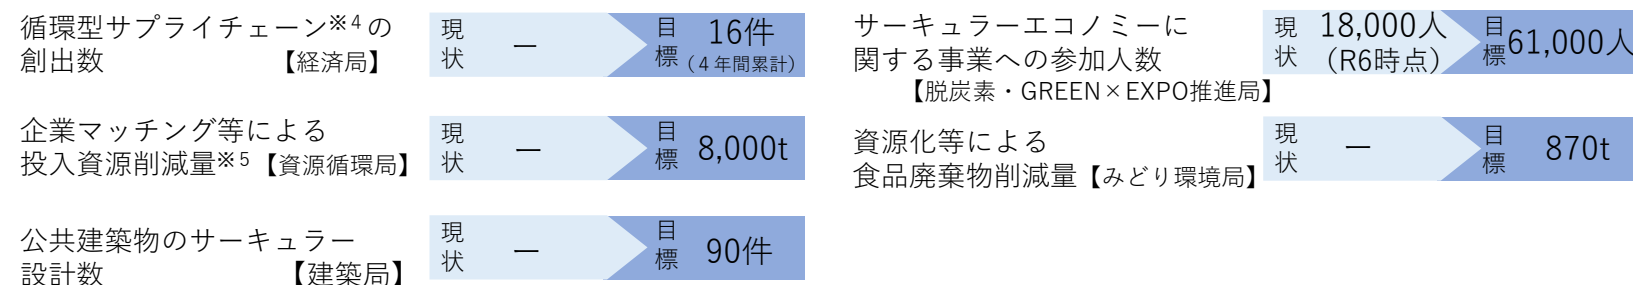 循環型サプライチェーン※4の
創出数 【経済局】
現状 — 目標 16件
（４年間累計）
企業マッチング等による
投入資源削減量※5【資源循環局】
現状 — 目標 8,000t
公共建築物のサーキュラー
設計数 【建築局】
現状 — 目標 90件
サーキュラーエコノミーに
関する事業への参加人数
【脱炭素・GREEN×EXPO推進局】
現状 18,000人 目標 61,000人
（R6時点）
資源化等による
食品廃棄物削減量【みどり環境局】
現状 — 目標 870t